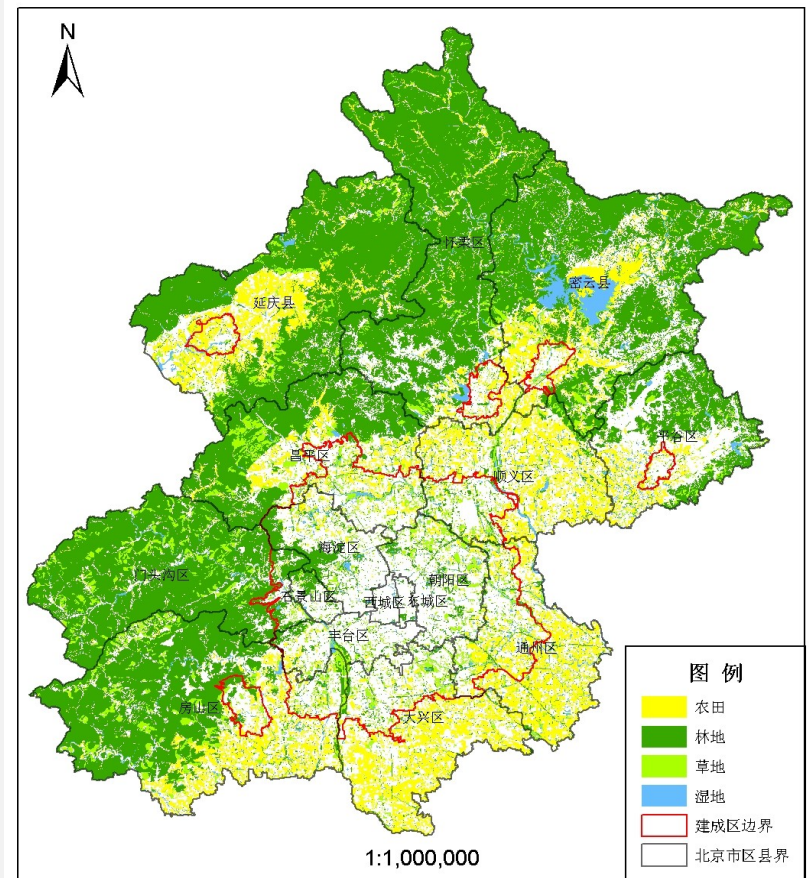 N
怀柔区
密云县
延庆县
平谷区
昌平区
顺义区
海淀区
门头沟区
朝阳区
石景山区
西城区
东城区
丰台区
通州区
房山区
大兴区
图 例
农田
林地
草地
湿地
建成区边界
北京市区县界
1:1,000,000